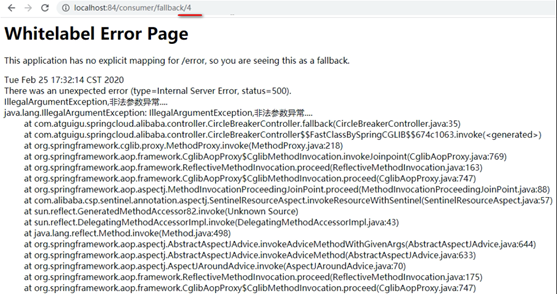 localhost:84/consumer/fallback/4
Whitelabel Error Page
This application has no explicit mapping for /error, so you are seeing this as a fallback.
Tue Feb 25 17:32:14 CST 2020
There was an unexpected error (type=Internal Server Error, status=500).
IllegalArgumentException,非法参数异常....
java.lang.IllegalArgumentException: IllegalArgumentException,非法参数异常....
at com.atguigu.springcloud.alibaba.controller.CircleBreakerController.fallback(CircleBreakerController.java:35)
at com.atguigu.springcloud.alibaba.controller.CircleBreakerController$$FastClassBySpringCGLIB$$674c1063.invoke(<generated>)
at org.springframework.cglib.proxy.MethodProxy.invoke(MethodProxy.java:218)
at org.springframework.aop.framework.CglibAopProxy$CglibMethodInvocation.invokeJoinpoint(CglibAopProxy.java:769)
at org.springframework.aop.framework.ReflectiveMethodInvocation.proceed(ReflectiveMethodInvocation.java:163)
at org.springframework.aop.framework.CglibAopProxy$CglibMethodInvocation.proceed(CglibAopProxy.java:747)
at org.springframework.aop.aspectj.MethodInvocationProceedingJoinPoint.proceed(MethodInvocationProceedingJoinPoint.java:88)
at com.alibaba.csp.sentinel.annotation.aspectj.SentinelResourceAspect.invokeResourceWithSentinel(SentinelResourceAspect.java:57)
at sun.reflect.GeneratedMethodAccessor82.invoke(Unknown Source)
at sun.reflect.DelegatingMethodAccessorImpl.invoke(DelegatingMethodAccessorImpl.java:43)
at java.lang.reflect.Method.invoke(Method.java:498)
at org.springframework.aop.aspectj.AbstractAspectJAdvice.invokeAdviceMethodWithGivenArgs(AbstractAspectJAdvice.java:644)
at org.springframework.aop.aspectj.AbstractAspectJAdvice.invokeAdviceMethod(AbstractAspectJAdvice.java:633)
at org.springframework.aop.aspectj.AspectJAroundAdvice.invoke(AspectJAroundAdvice.java:70)
at org.springframework.aop.framework.ReflectiveMethodInvocation.proceed(ReflectiveMethodInvocation.java:175)
at org.springframework.aop.framework.CglibAopProxy$CglibMethodInvocation.proceed(CglibAopProxy.java:747)